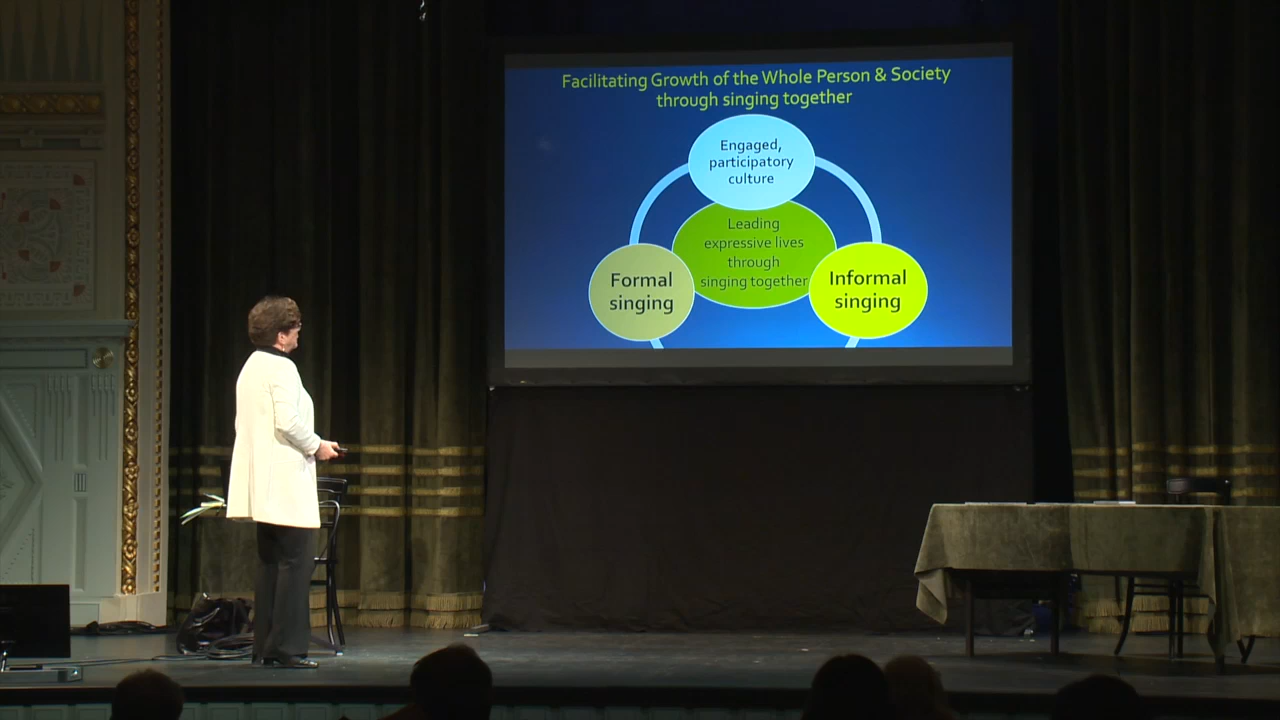 Facilitating Growth of the Whole Person & Society
through singing together
Engaged,
participatory
culture
Leading
expressive lives
through
singing together
Formal
singing
Informal
singing